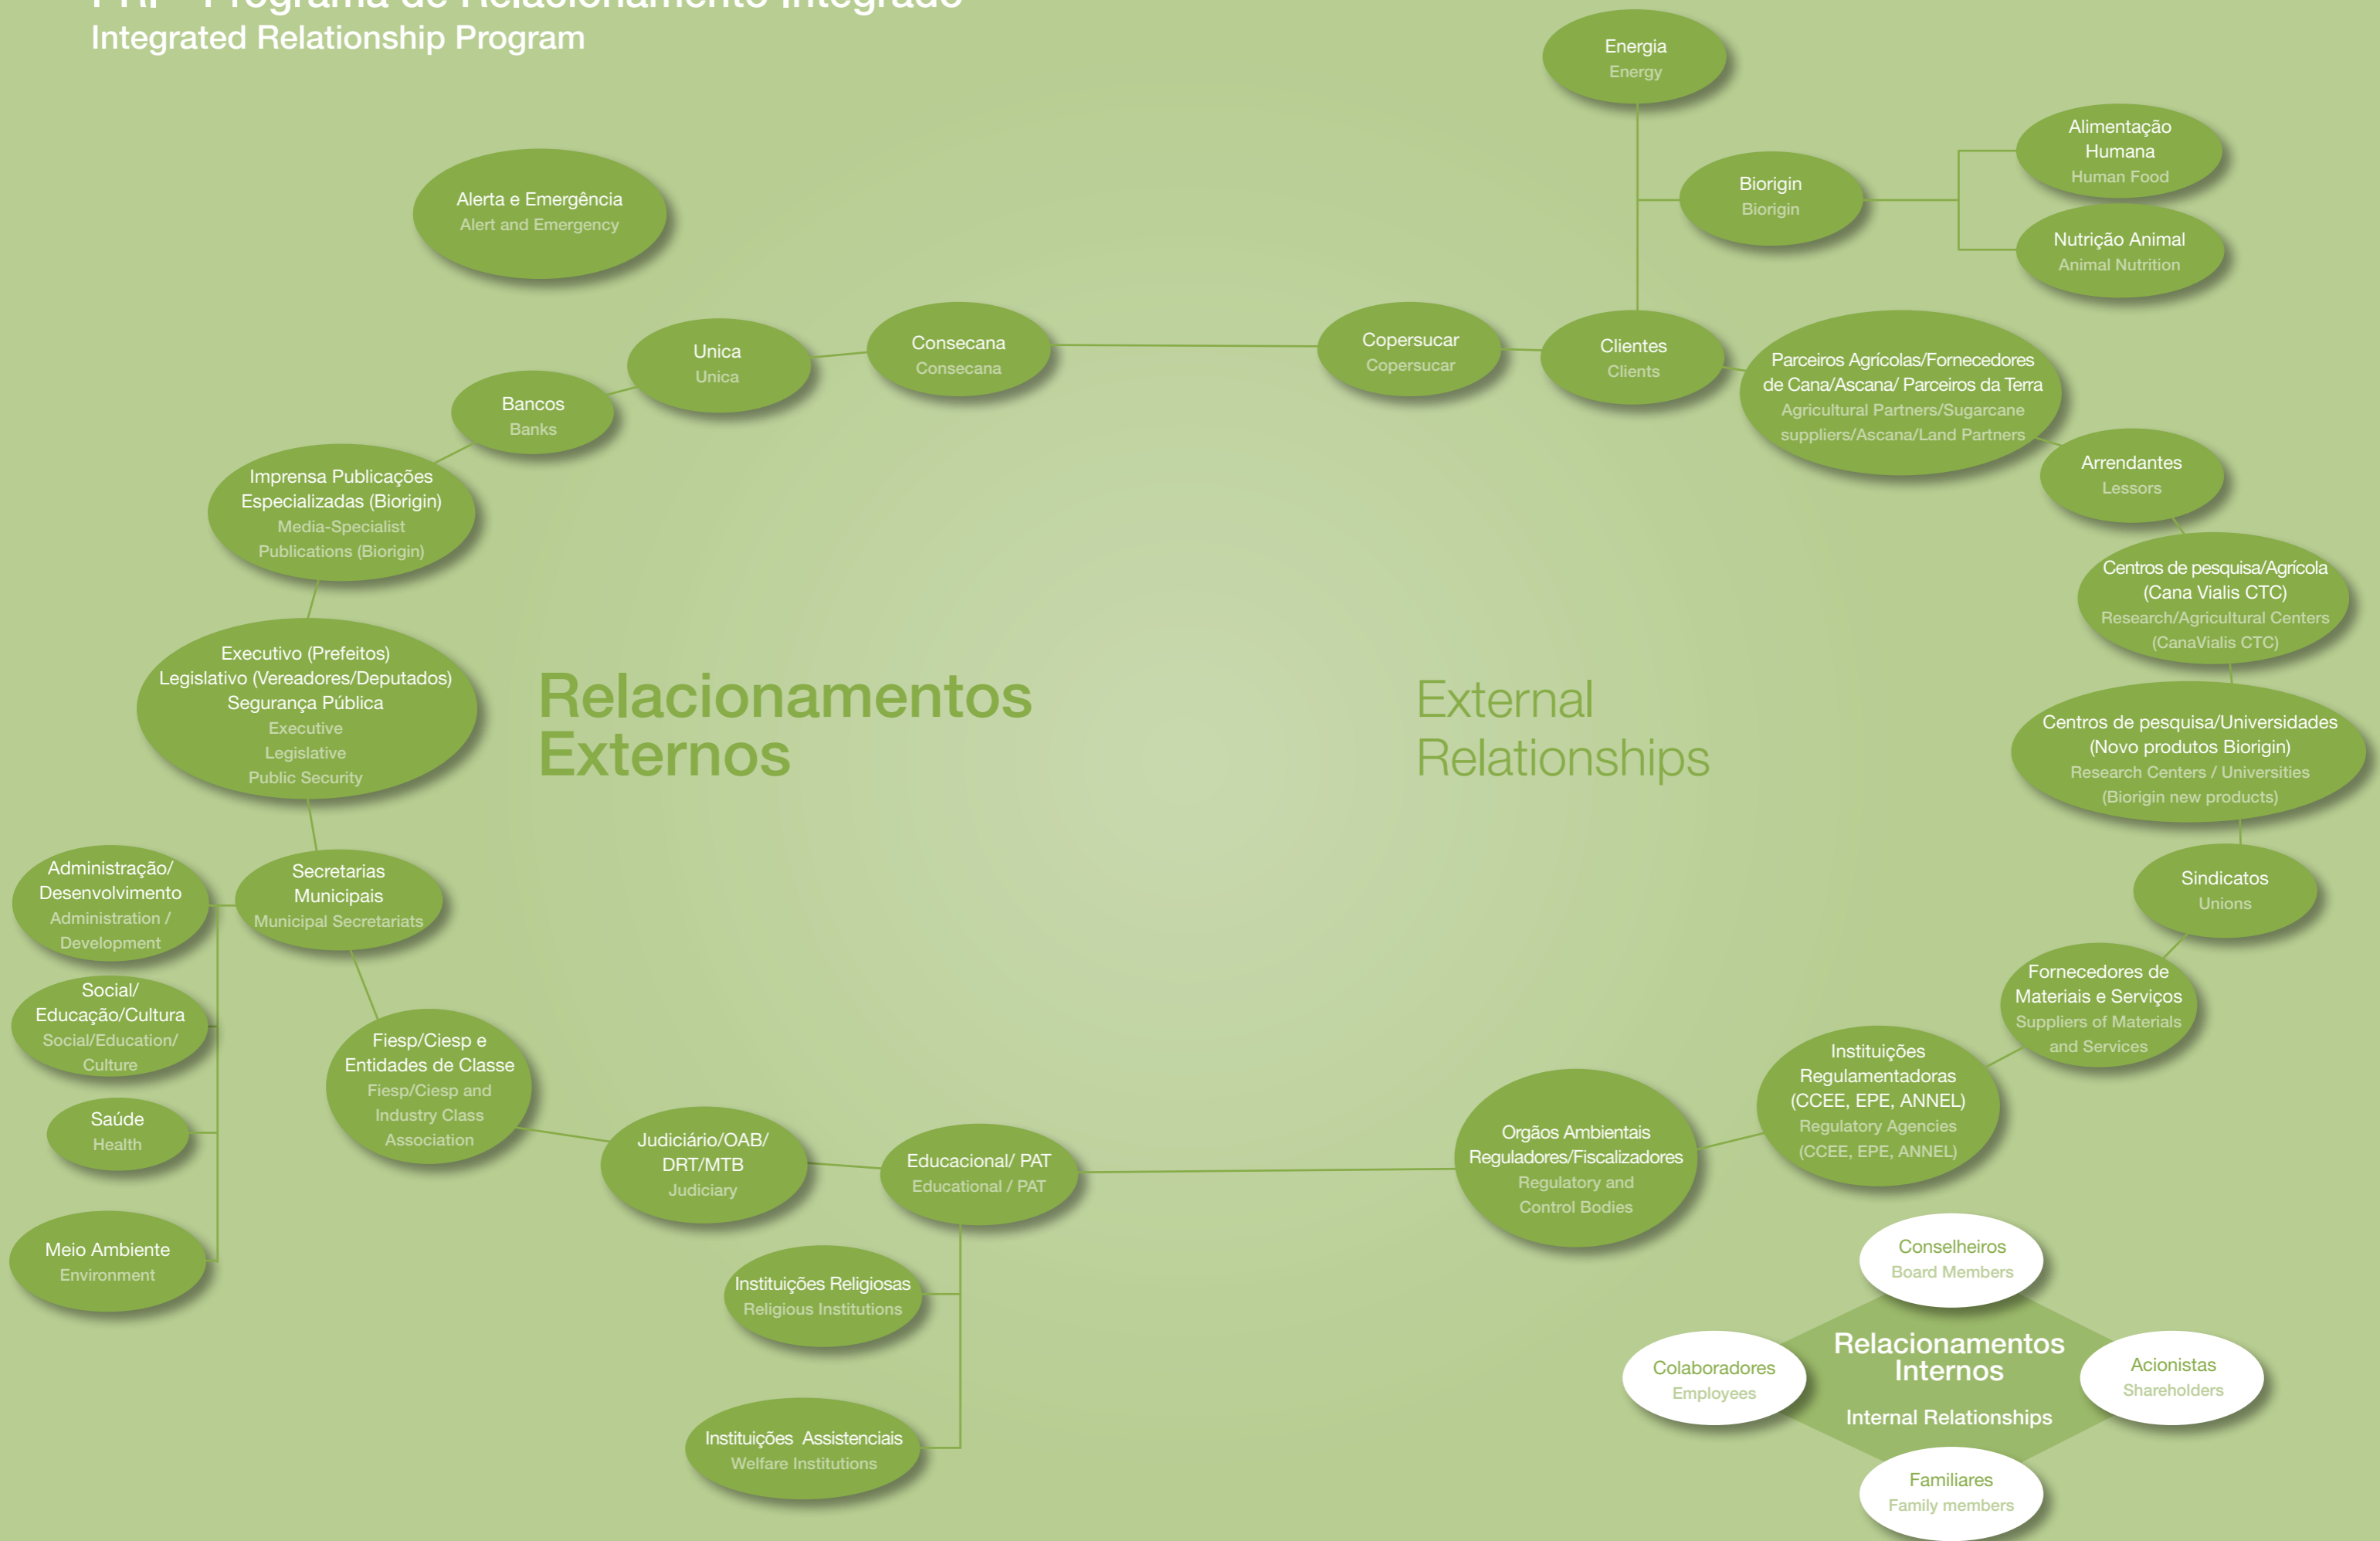 PRI - Programa de Relacionamento Integrado
Integrated Relationship Program
Energia
Energy
Alimentação
Humana
Human Food
Biorigin
Biorigin
Nutrição Animal
Animal Nutrition
Alerta e Emergência
Alert and Emergency
Bancos
Banks
Unica
Unica
Consecana
Consecana
Copersucar
Copersucar
Clientes
Clients
Parceiros Agrícolas/Fornecedores
de Cana/Ascana/ Parceiros da Terra
Agricultural Partners/Sugarcane
suppliers/Ascana/Land Partners
Arrendantes
Lessors
Imprensa Publicações
Especializadas (Biorigin)
Media-Specialist
Publications (Biorigin)
Centros de pesquisa/Agrícola
(Cana Vialis CTC)
Research/Agricultural Centers
(CanaVialis CTC)
Executivo (Prefeitos)
Legislativo (Vereadores/Deputados)
Segurança Pública
Executive
Legislative
Public Security
Relacionamentos
Externos
External
Relationships
Centros de pesquisa/Universidades
(Novo produtos Biorigin)
Research Centers / Universities
(Biorigin new products)
Sindicatos
Unions
Administração/
Desenvolvimento
Administration /
Development
Secretarias
Municipais
Municipal Secretariats
Social/
Educação/Cultura
Social/Education/
Culture
Saúde
Health
Meio Ambiente
Environment
Fiesp/Ciesp e
Entidades de Classe
Fiesp/Ciesp and
Industry Class
Association
Judiciário/OAB/
DRT/MTB
Judiciary
Educacional/ PAT
Educational / PAT
Instituições Religiosas
Religious Institutions
Instituições  Assistenciais
Welfare Institutions
Orgãos Ambientais
Reguladores/Fiscalizadores
Regulatory and
Control Bodies
Instituições
Regulamentadoras
(CCEE, EPE, ANNEL)
Regulatory Agencies
(CCEE, EPE, ANNEL)
Fornecedores de
Materiais e Serviços
Suppliers of Materials
and Services
Conselheiros
Board Members
Colaboradores
Employees
Relacionamentos
Internos
Internal Relationships
Acionistas
Shareholders
Familiares
Family members